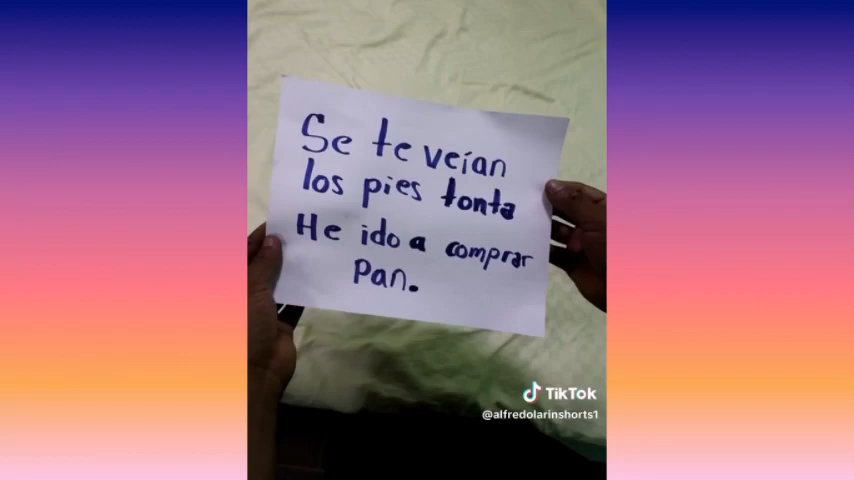 Se te veían
los pies tonta
He ido a comprar
Pan.
TikTok
@alfredolarinshorts1